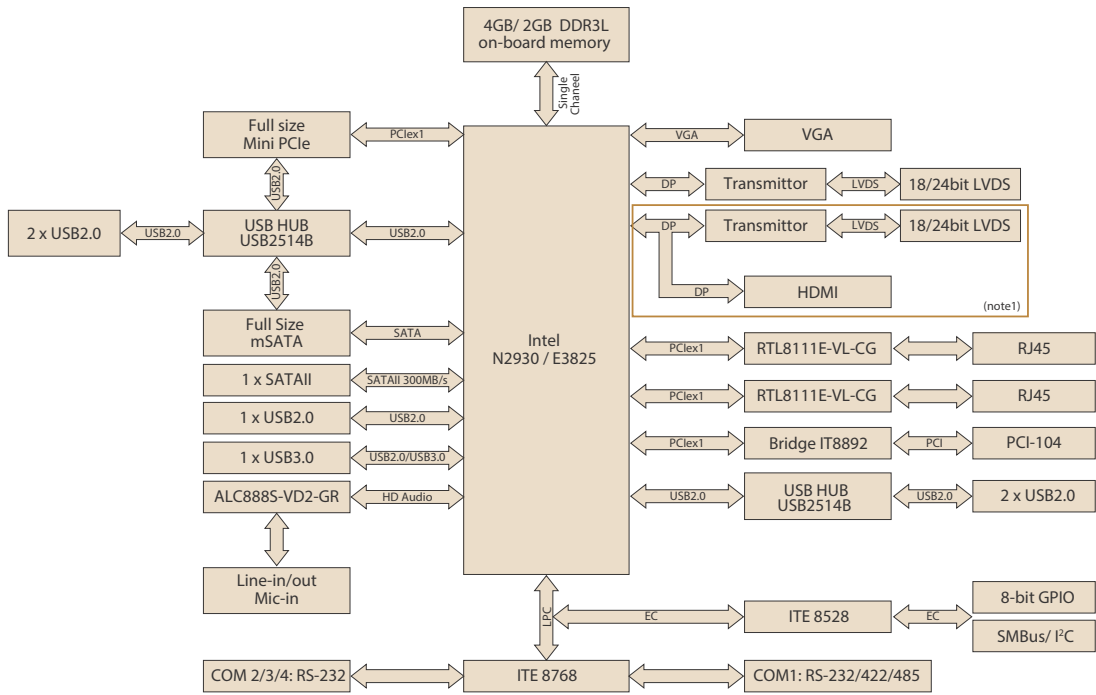 4GB/ 2GB DDR3L
on-board memory
Single
Chaneel
Full size
Mini PCIe
PCIex1
VGA
VGA
USB2.0
DP
Transmittor
LVDS
18/24bit LVDS
2 x USB2.0
USB2.0
USB HUB
USB2514B
USB2.0
DP
Transmittor
LVDS
18/24bit LVDS
USB2.0
DP
HDMI
(note1)
Full Size
mSATA
SATA
Intel
N2930 / E3825
PCIex1
RTL8111E-VL-CG
RJ45
1 x SATAII
SATAII 300MB/s
PCIex1
RTL8111E-VL-CG
RJ45
1 x USB2.0
USB2.0
PCIex1
Bridge IT8892
PCI
PCI-104
1 x USB3.0
USB2.0/USB3.0
ALC888S-VD2-GR
HD Audio
USB2.0
USB HUB
USB2514B
USB2.0
2 x USB2.0
Line-in/out
Mic-in
LPC
EC
ITE 8528
EC
8-bit GPIO
SMBus/ I²C
COM 2/3/4: RS-232
ITE 8768
COM1: RS-232/422/485